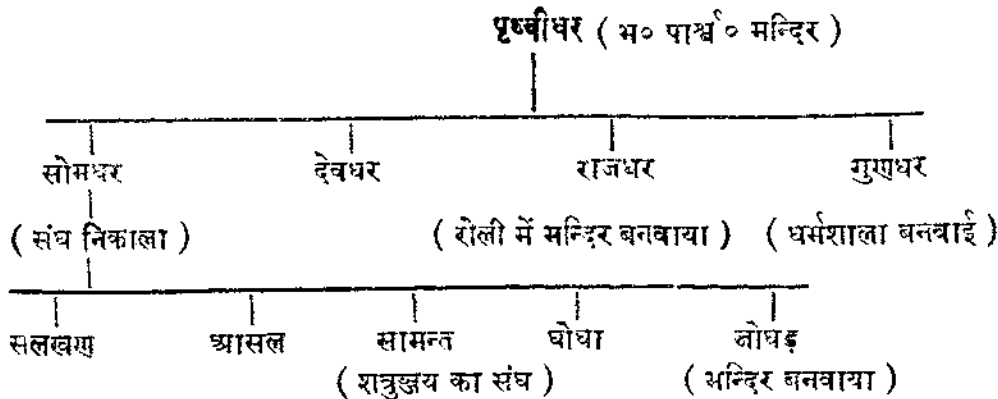 पृथ्वीधर ( भ० पार्श्व० मन्दिर )
सोमधर देवधर राजधर गुणधर
( संघ निकाला ) ( रोली में मन्दिर बनवाया ) ( धर्मशाला बनवाई )
सलखण आसल सामन्त घोघा
( शत्रुञ्जय का संघ ) ( मन्दिर बनवाया )